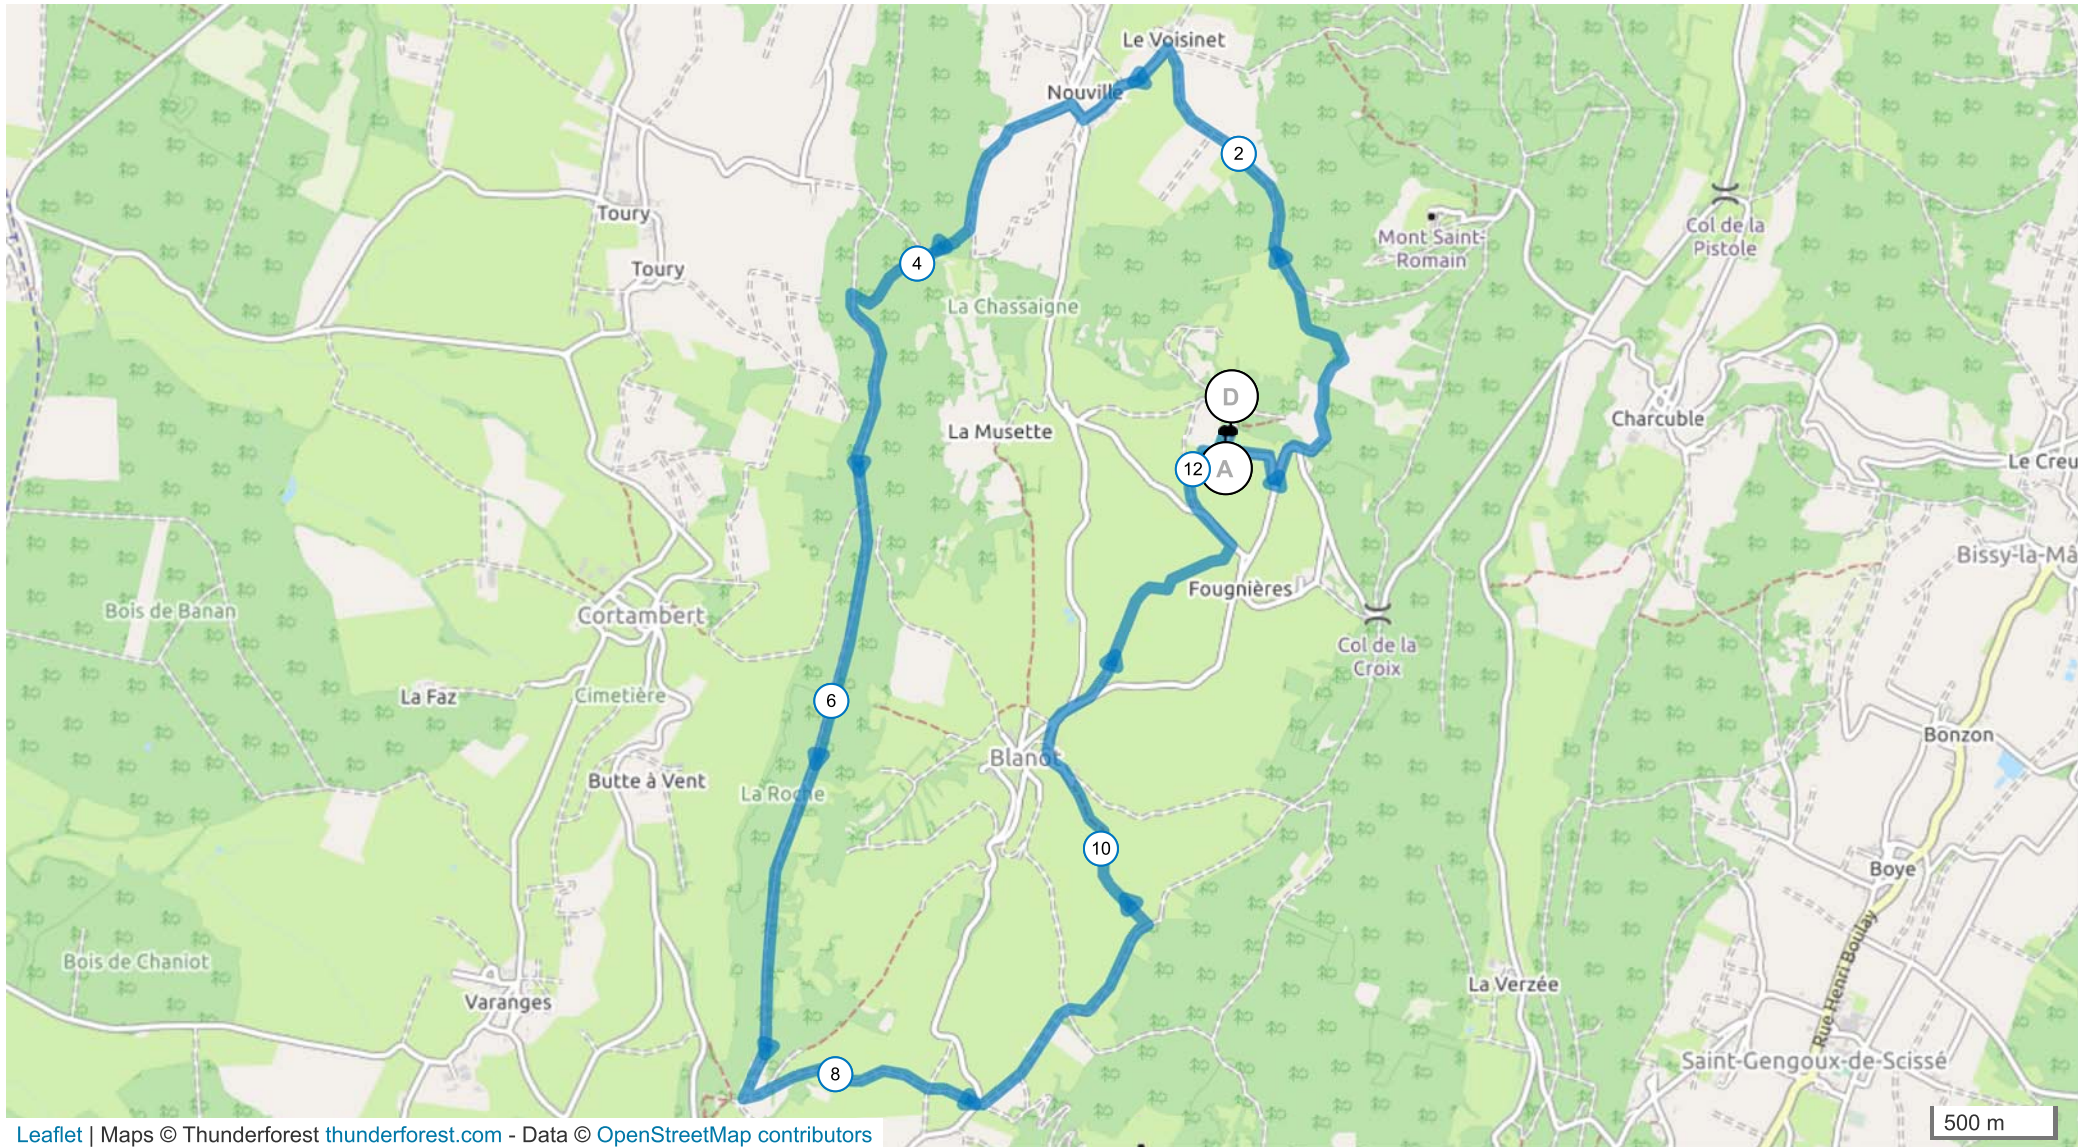 Le Voisinet
Nouville
2
Toury
Mont Saint-
Romain
Col de la
Pistole
4
Toury
La Chassaigne
D
Charcuble
La Musette
12
A
Le Creu
Bissy-la-Mâ
Fougnières
Bois de Banan
Cortambert
Col de la
Croix
La Faz
Cimetière
6
Bonzon
Blanot
Butte à Vent
La Roche
10
Boye
Bois de Chaniot
Varanges
La Verzée
Rue Henri Boulay
Saint-Gengoux-de-Scissé
8
500 m
Leaflet | Maps © Thunderforest thunderforest.com - Data © OpenStreetMap contributors